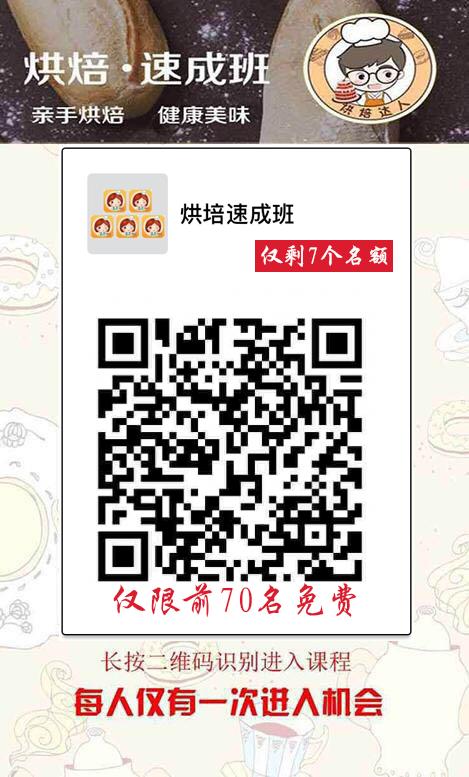 烘焙·速成班
亲手烘焙 健康美味
烘焙达人
烘培速成班
仅剩7个名额
仅限前70名免费
长按二维码识别进入课程
每人仅有一次进入机会